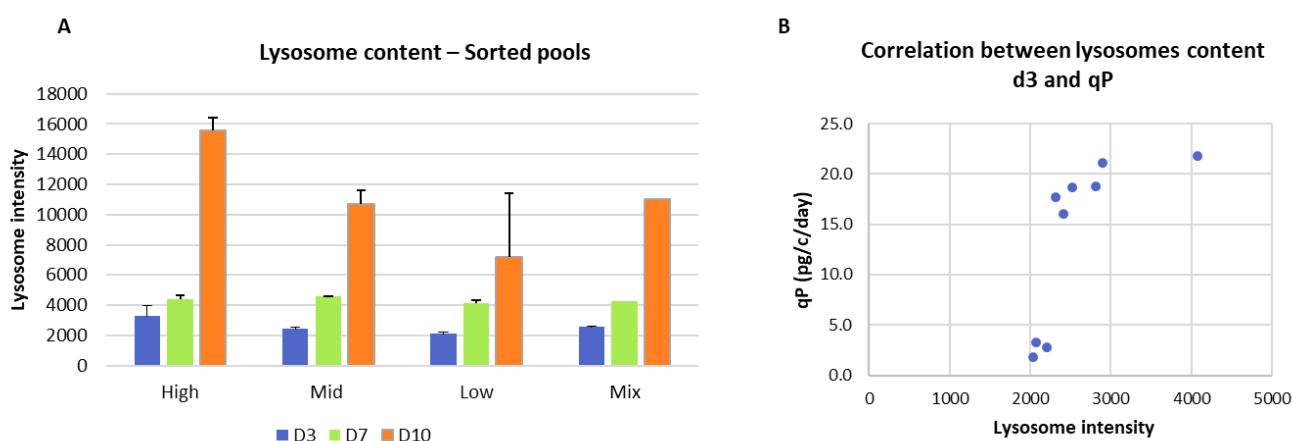 A
Lysosome content – Sorted pools
Lysosome intensity
18000
16000
14000
12000
10000
8000
6000
4000
2000
0
High Mid Low Mix
D3 D7 D10
B
Correlation between lysosomes content
d3 and qP
qP (pg/c/day)
25.0
20.0
15.0
10.0
5.0
0.0
0 1000 2000 3000 4000 5000
Lysosome intensity